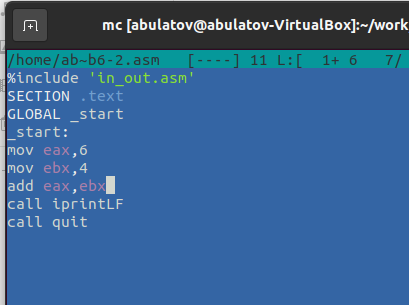 mc [abulatov@abulatov-VirtualBox]:~/work
/home/ab~b6-2.asm [----] 11 L:[ 1+ 6 7/
%include 'in_out.asm'
SECTION .text
GLOBAL _start
_start:
mov eax,6
mov ebx,4
add eax,ebx
call iprintLF
call quit